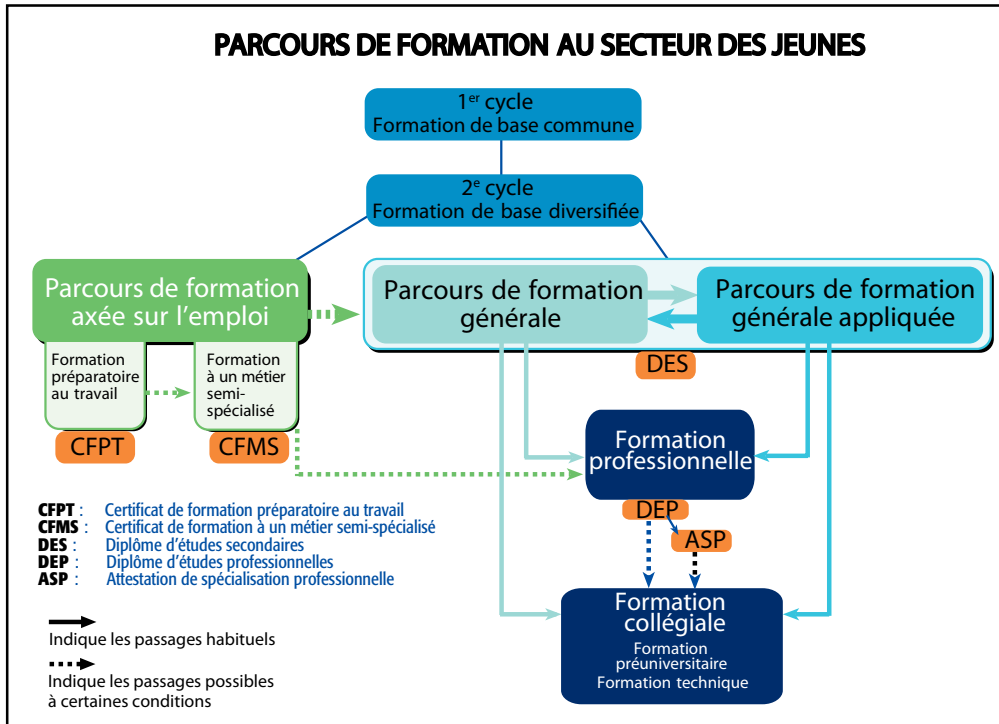 PARCOURS DE FORMATION AU SECTEUR DES JEUNES
1er cycle
Formation de base commune
2e cycle
Formation de base diversifiée
Parcours de formation
axée sur l'emploi
Parcours de formation
générale
Parcours de formation
générale appliquée
DES
Formation
préparatoire
au travail
Formation
à un métier
semi-
spécialisé
CFPT
CFMS
Formation
professionnelle
DEP
ASP
Formation
collégiale
Formation
préuniversitaire
Formation technique
CFPT : Certificat de formation préparatoire au travail
CFMS : Certificat de formation à un métier semi-spécialisé
DES : Diplôme d'études secondaires
DEP : Diplôme d'études professionnelles
ASP : Attestation de spécialisation professionnelle
Indique les passages habituels
Indique les passages possibles
à certaines conditions